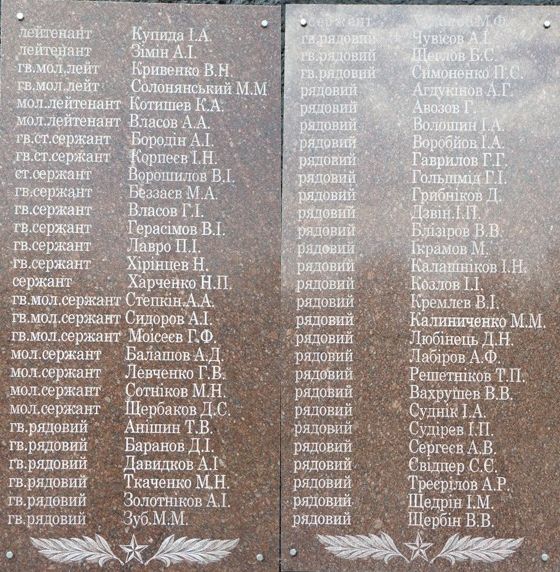 лейтенант Купида І.А.
лейтенант Зімін А.І.
гв.мол.лейт Кривенко В.Н.
гв.мол.лейт Солонянський М.М
мол.лейтенант Котишев К.А.
мол.лейтенант Власов А.А.
гв.ст.сержант Бородін А.І.
гв.ст.сержант Корпеєв І.Н.
ст.сержант Ворошилов В.І.
гв.сержант Беззаєв М.А.
гв.сержант Власов Г.І.
гв.сержант Герасімов В.І.
гв.сержант Лавро П.І.
гв.сержант Хірінцев Н.
сержант Харченко Н.П.
гв.мол.сержант Степкін.А.А.
гв.мол.сержант Сидоров А.І.
гв.мол.сержант Моісеєв Г.Ф.
мол.сержант Балашов А.Д.
мол.сержант Левченко Г.В.
мол.сержант Сотніков М.Н.
мол.сержант Щербаков Д.С.
гв.рядовий Анішин Т.В.
гв.рядовий Баранов Д.І.
гв.рядовий Давидков А.І
гв.рядовий Ткаченко М.Н.
гв.рядовий Золотніков А.І.
гв.рядовий Зуб.М.М.
сержант М.Ф.
гв.рядовий Чувісов А.І.
гв.рядовий Щеглов Б.С.
гв.рядовий Симоненко П.С.
рядовий Агдукінов А.Г.
рядовий Авозов Г.
рядовий Волошин І.А.
рядовий Воробйов І.А.
рядовий Гаврилов Г.Г.
рядовий Гольшмід Г.І.
рядовий Грибніков Д.
рядовий Дзвін.І.П.
рядовий Блізіров В.В.
рядовий Ікрамов М.
рядовий Калашніков І.Н.
рядовий Козлов І.І.
рядовий Кремлев В.І.
рядовий Калиниченко М.М.
рядовий Любінець Д.Н.
рядовий Лабіров А.Ф.
рядовий Решетніков Т.П.
рядовий Вахрушев В.В.
рядовий Суднік І.А.
рядовий Судірев І.П.
рядовий Сергеєв А.В.
рядовий Євідпер С.Є.
рядовий Трєєрілов А.Р.
рядовий Щедрін І.М.
рядовий Щербін В.В.